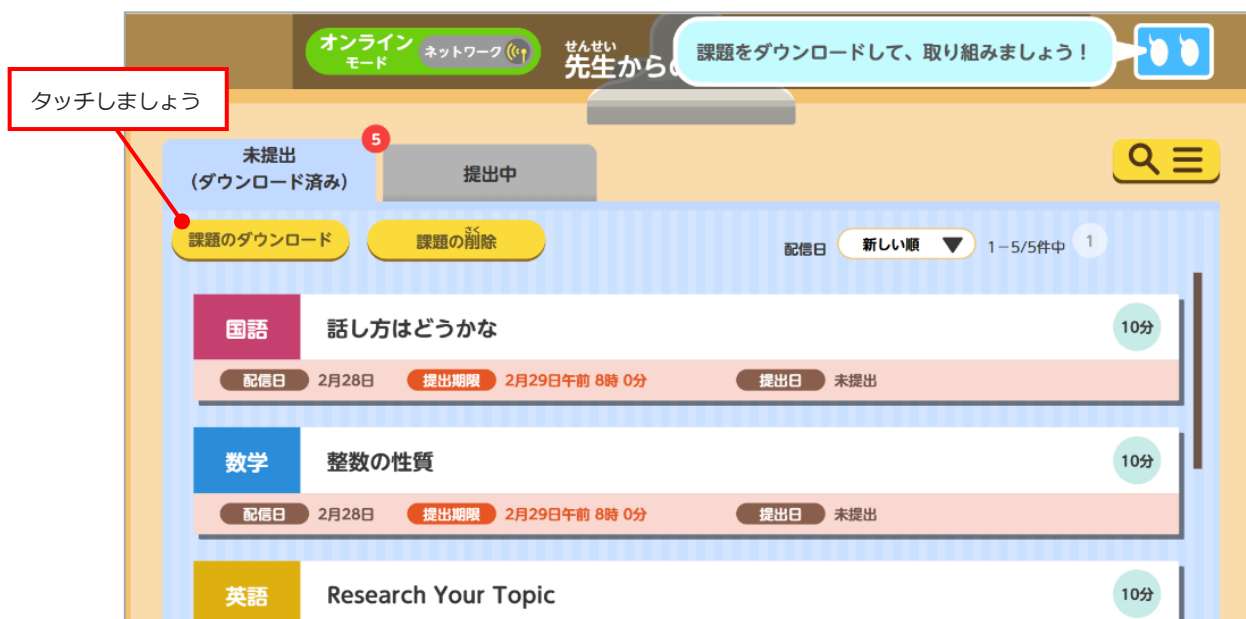 オンライン
モード
ネットワーク
せんせい
先生からの
課題をダウンロードして、取り組みましょう！
タッチしましょう
5
未提出
(ダウンロード済み)
提出中
課題のダウンロード
さく
課題の削除
配信日 新しい順 ▼ 1－5/5件中 1
国語 話し方はどうかな 10分
配信日 2月28日 提出期限 2月29日午前 8時 0分 提出日 未提出
数学 整数の性質 10分
配信日 2月28日 提出期限 2月29日午前 8時 0分 提出日 未提出
英語 Research Your Topic 10分